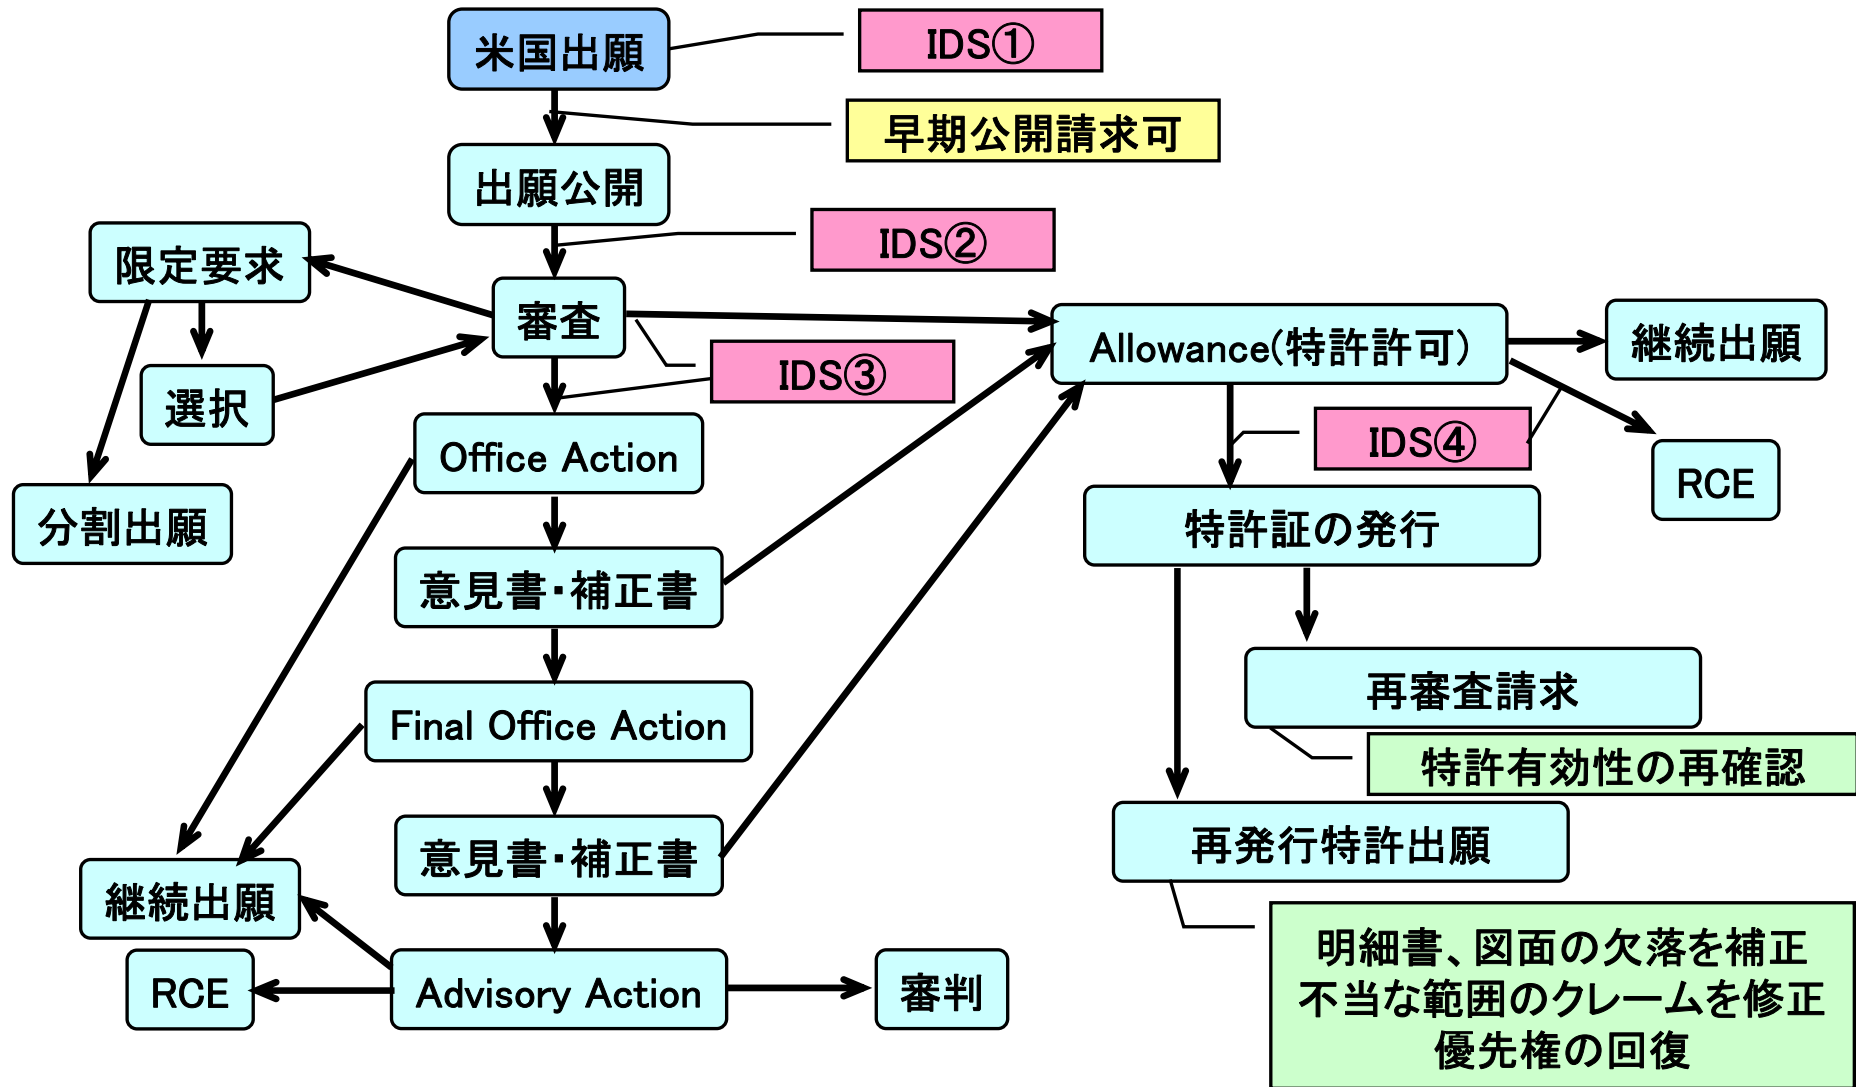 米国出願
IDS①
早期公開請求可
出願公開
IDS②
限定要求
審査
Allowance(特許許可)
継続出願
IDS③
選択
Office Action
IDS④
RCE
分割出願
特許証の発行
意見書・補正書
再審査請求
Final Office Action
特許有効性の再確認
意見書・補正書
再発行特許出願
継続出願
明細書、図面の欠落を補正
不当な範囲のクレームを修正
優先権の回復
RCE
Advisory Action
審判